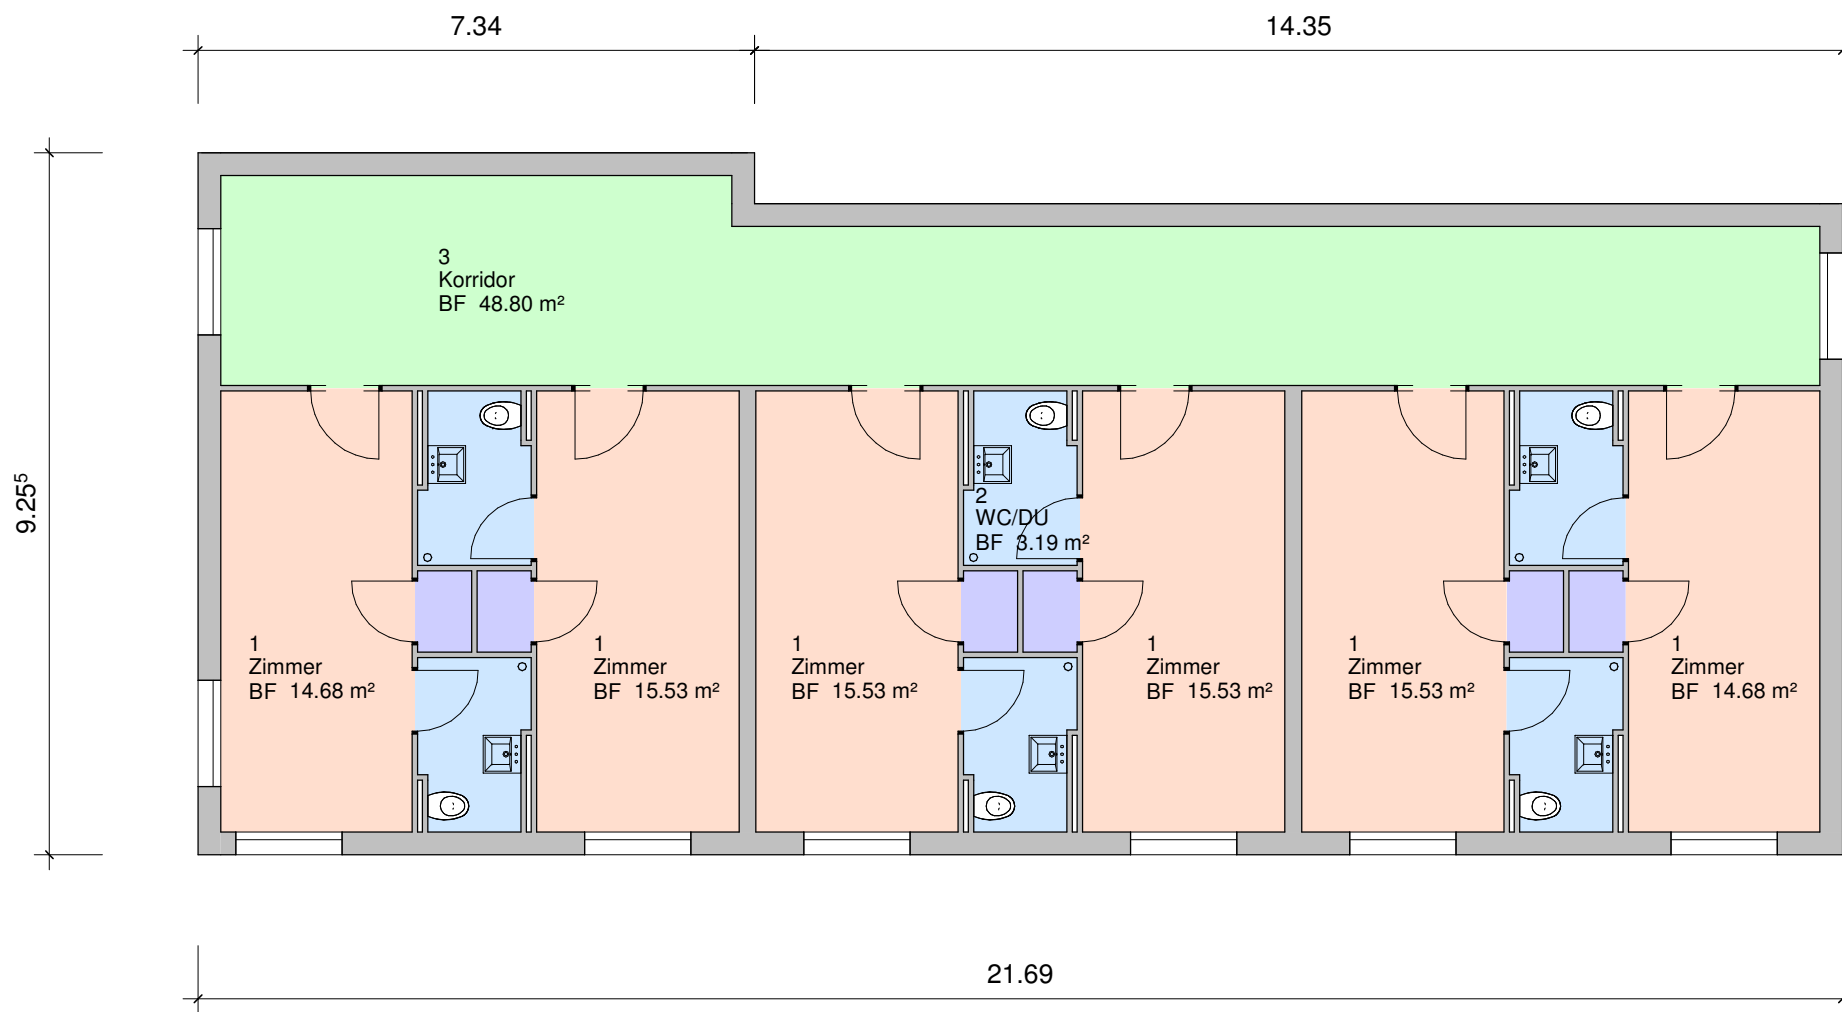 7.34
14.35
9.25⁵
3
Korridor
BF 48.80 m²
2
WC/DU
BF 3.19 m²
1
Zimmer
BF 14.68 m²
1
Zimmer
BF 15.53 m²
1
Zimmer
BF 15.53 m²
1
Zimmer
BF 15.53 m²
1
Zimmer
BF 15.53 m²
1
Zimmer
BF 14.68 m²
21.69